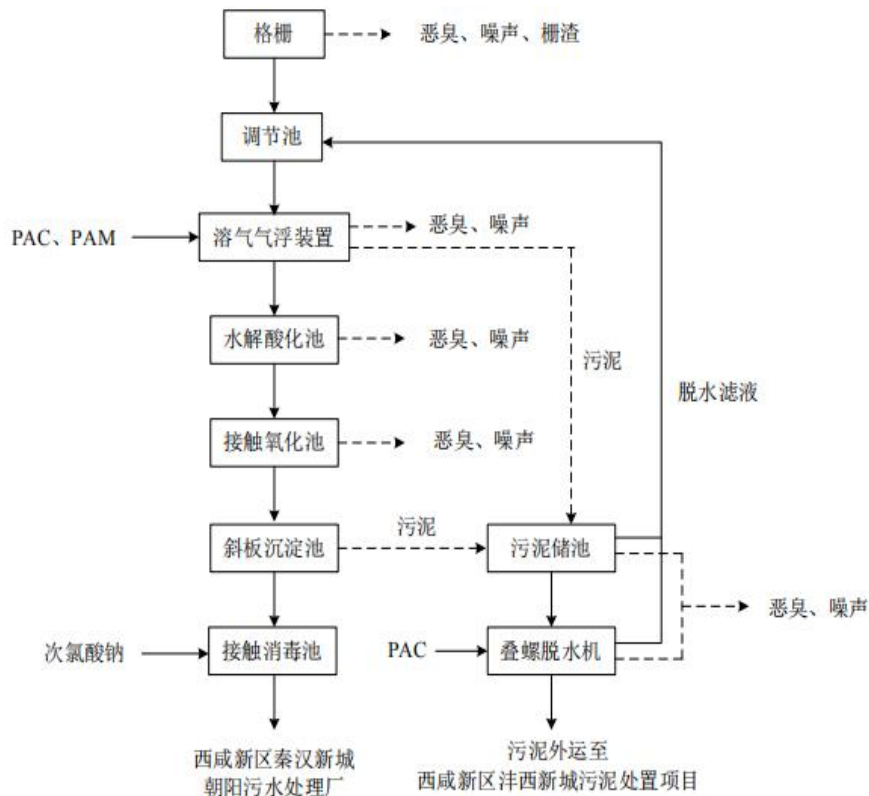 格栅
恶臭、噪声、栅渣
调节池
PAC、PAM
溶气气浮装置
恶臭、噪声
水解酸化池
恶臭、噪声
污泥
脱水滤液
接触氧化池
恶臭、噪声
斜板沉淀池
污泥
污泥储池
恶臭、噪声
次氯酸钠
接触消毒池
PAC
叠螺脱水机
西咸新区秦汉新城
朝阳污水处理厂
污泥外运至
西咸新区沣西新城污泥处置项目